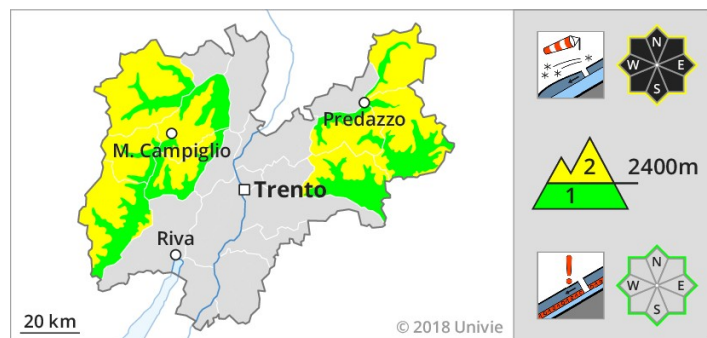 Predazzo
M. Campiglio
Trento
Riva
20 km
© 2018 Univie
N
W E
S
2 2400m
1
N
W E
S